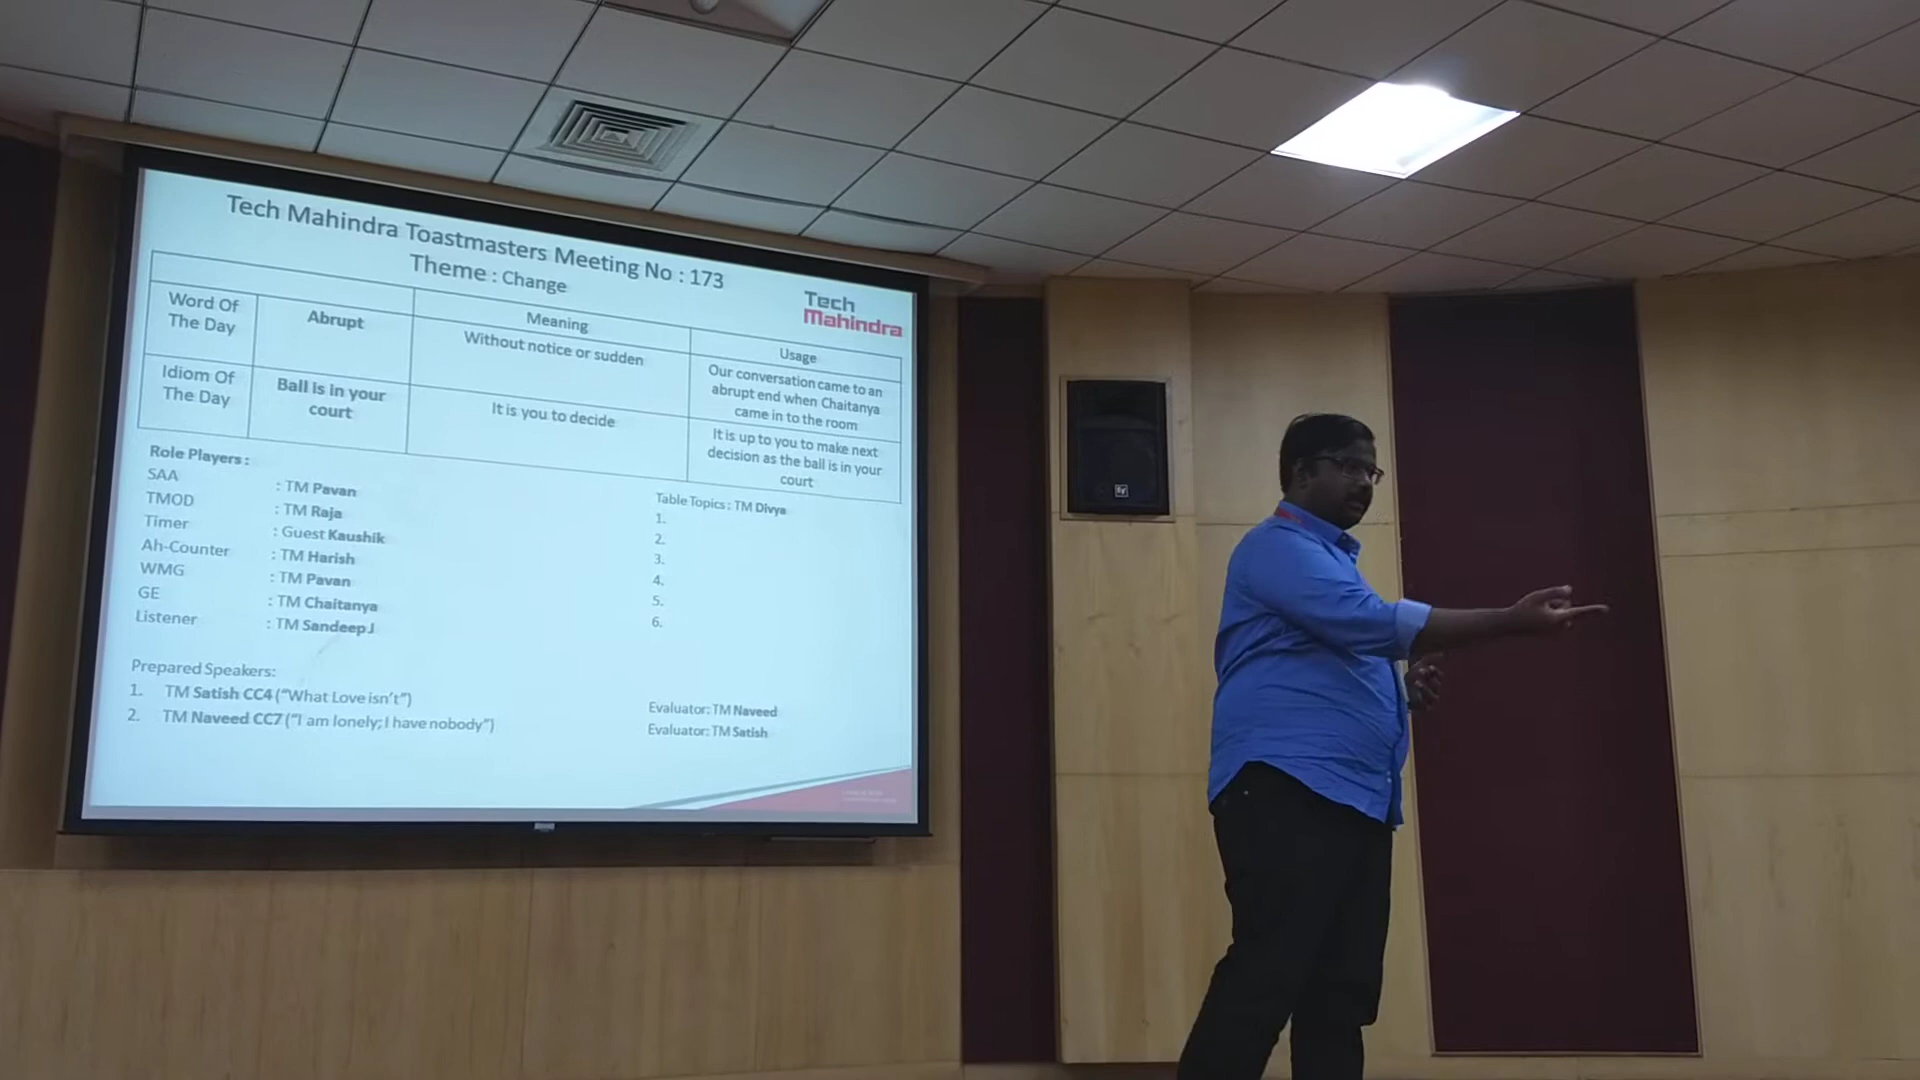 Tech Mahindra Toastmasters Meeting No : 173
Theme : Change
Tech
Mahindra
Meaning
Usage
Word Of
The Day
Abrupt
Without notice or sudden
Our conversation came to an
abrupt end when Chaitanya
came in to the room
Idiom Of
The Day
Ball is in your
court
It is you to decide
It is up to you to make next
decision as the ball is in your
court
Role Players :
SAA : TM Pavan
TMOD : TM Raja
Timer : Guest Kaushik
Ah-Counter : TM Harish
WMG : TM Pavan
GE : TM Chaitanya
Listener : TM Sandeep J
Table Topics : TM Divya
1.
2.
3.
4.
5.
6.
Prepared Speakers:
1. TM Satish CC4 ("What Love isn't")
2. TM Naveed CC7 ("I am lonely; I have nobody")
Evaluator: TM Naveed
Evaluator: TM Satish